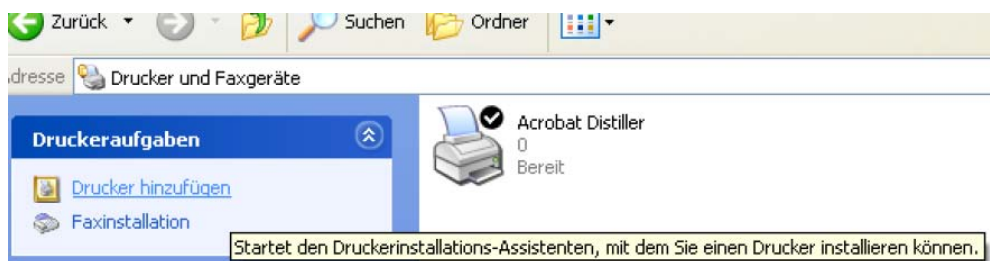 Zurück Suchen Ordner
dresse Drucker und Faxgeräte
Druckeraufgaben
Drucker hinzufügen
Faxinstallation
Acrobat Distiller
0
Bereit
Startet den Druckerinstallations-Assistenten, mit dem Sie einen Drucker installieren können.